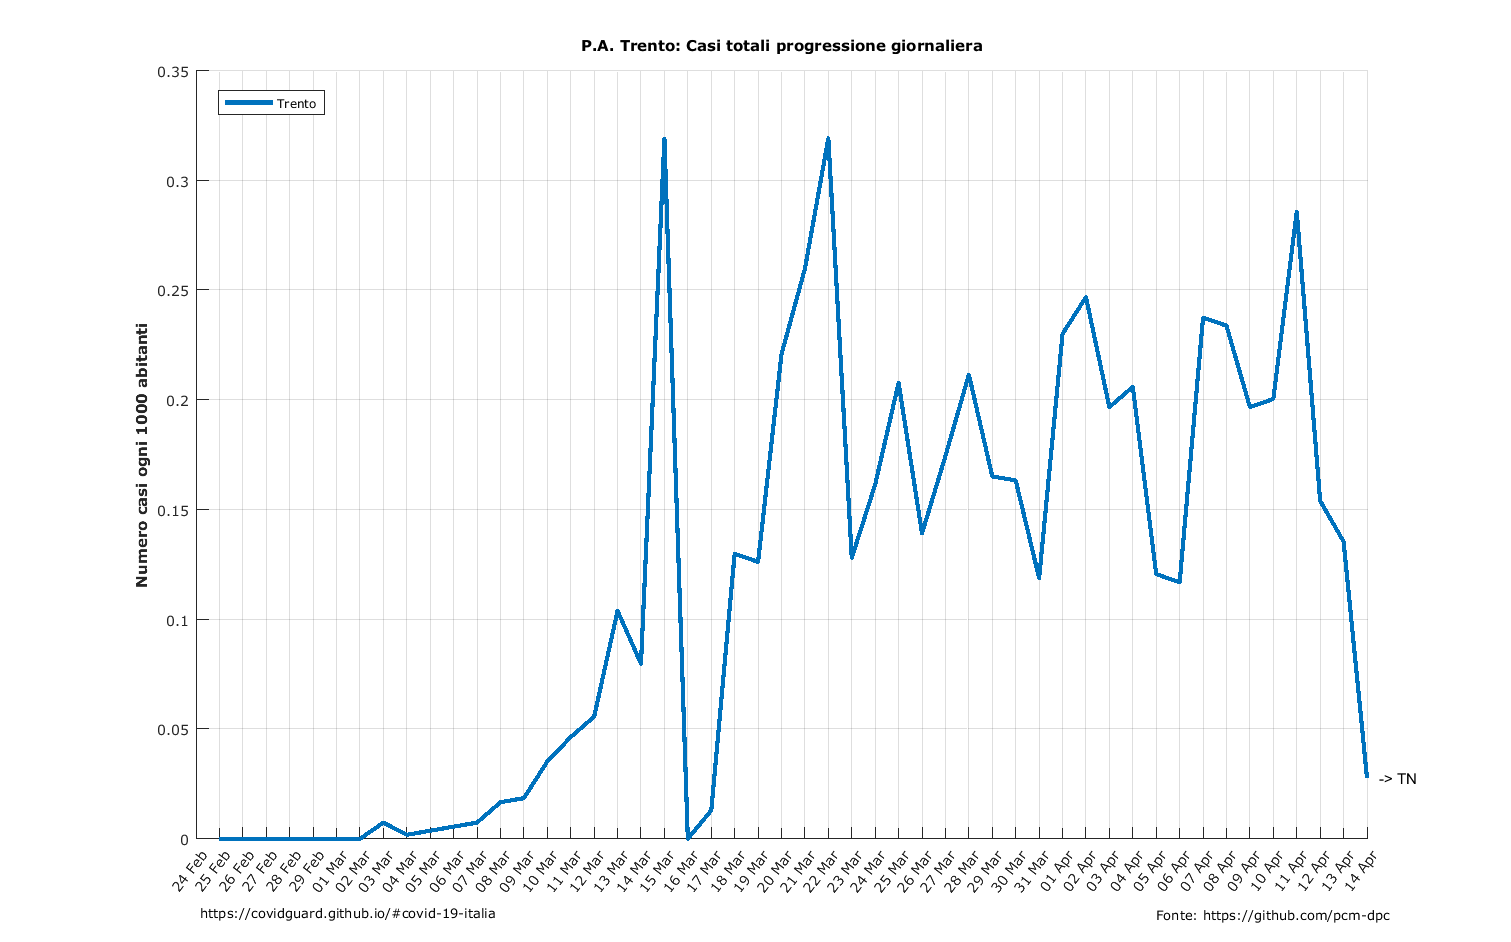 P.A. Trento: Casi totali progressione giornaliera
Trento
Numero casi ogni 1000 abitanti
0.35
0.3
0.25
0.2
0.15
0.1
0.05
0
-> TN
24 Feb
25 Feb
26 Feb
27 Feb
28 Feb
29 Feb
01 Mar
02 Mar
03 Mar
04 Mar
05 Mar
06 Mar
07 Mar
08 Mar
09 Mar
10 Mar
11 Mar
12 Mar
13 Mar
14 Mar
15 Mar
16 Mar
17 Mar
18 Mar
19 Mar
20 Mar
21 Mar
22 Mar
23 Mar
24 Mar
25 Mar
26 Mar
27 Mar
28 Mar
29 Mar
30 Mar
31 Mar
01 Apr
02 Apr
03 Apr
04 Apr
05 Apr
06 Apr
07 Apr
08 Apr
09 Apr
10 Apr
11 Apr
12 Apr
13 Apr
14 Apr
https://covidguard.github.io/#covid-19-italia
Fonte: https://github.com/pcm-dpc